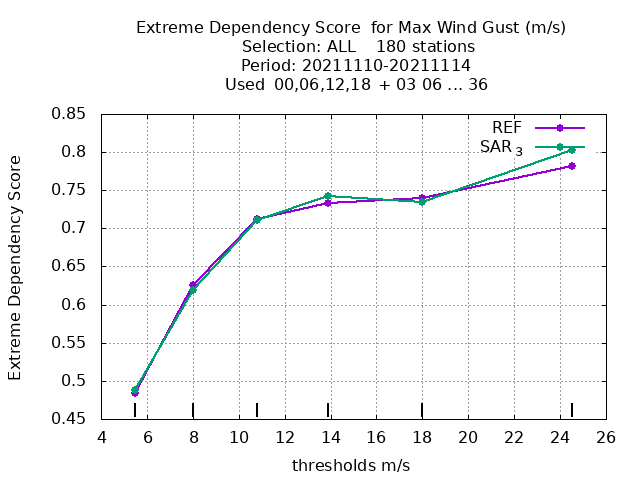 Extreme Dependency Score for Max Wind Gust (m/s)
Selection: ALL 180 stations
Period: 20211110-20211114
Used 00,06,12,18 + 03 06 ... 36
REF
SAR 3
Extreme Dependency Score
0.85
0.8
0.75
0.7
0.65
0.6
0.55
0.5
0.45
4 6 8 10 12 14 16 18 20 22 24 26
thresholds m/s